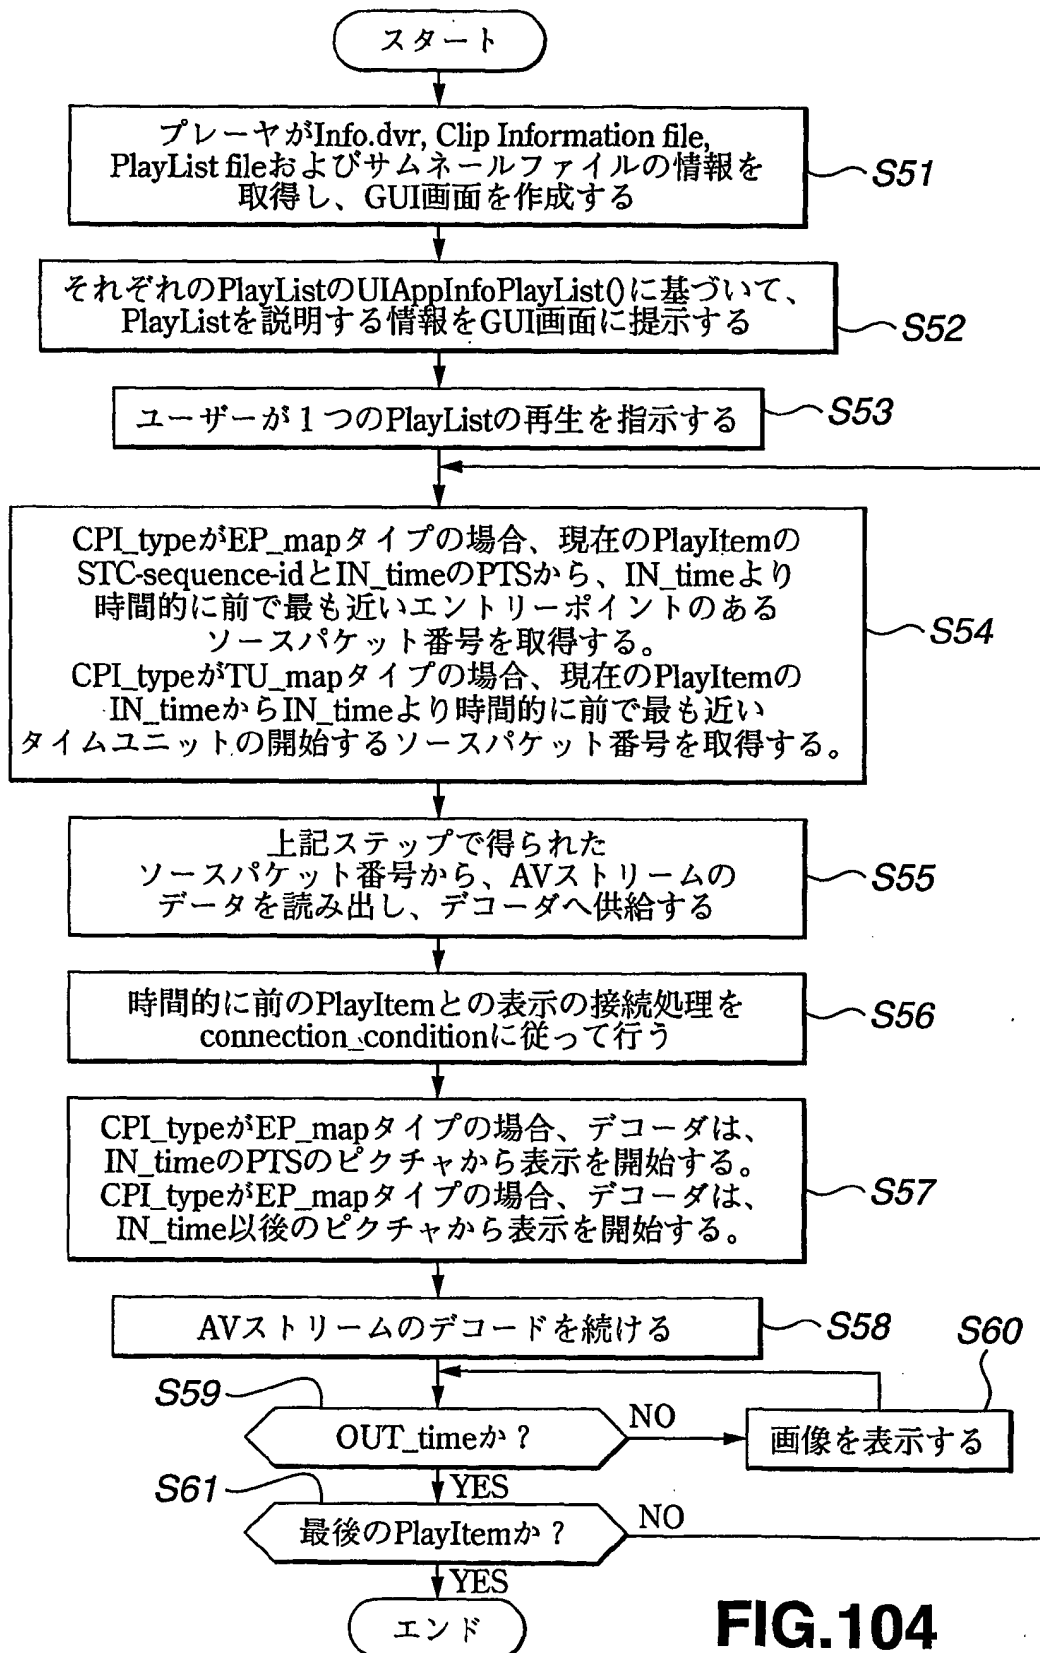 スタート
プレーヤがInfo.dvr, Clip Information file,
PlayList fileおよびサムネールファイルの情報を
取得し、GUI画面を作成する
S51
それぞれのPlayListのUIAppInfoPlayList()に基づいて、
PlayListを説明する情報をGUI画面に提示する
S52
ユーザーが1つのPlayListの再生を指示する
S53
CPI_typeがEP_mapタイプの場合、現在のPlayItemの
STC-sequence-idとIN_timeのPTSから、IN_timeより
時間的に前で最も近いエントリーポイントのある
ソースパケット番号を取得する。
CPI_typeがTU_mapタイプの場合、現在のPlayItemの
IN_timeからIN_timeより時間的に前で最も近い
タイムユニットの開始するソースパケット番号を取得する。
S54
上記ステップで得られた
ソースパケット番号から、AVストリームの
データを読み出し、デコーダへ供給する
S55
時間的に前のPlayItemとの表示の接続処理を
connection_conditionに従って行う
S56
CPI_typeがEP_mapタイプの場合、デコーダは、
IN_timeのPTSのピクチャから表示を開始する。
CPI_typeがEP_mapタイプの場合、デコーダは、
IN_time以後のピクチャから表示を開始する。
S57
AVストリームのデコードを続ける
S58
S60
S59
OUT_timeか?
NO
画像を表示する
YES
S61
最後のPlayItemか?
NO
YES
エンド
FIG.104